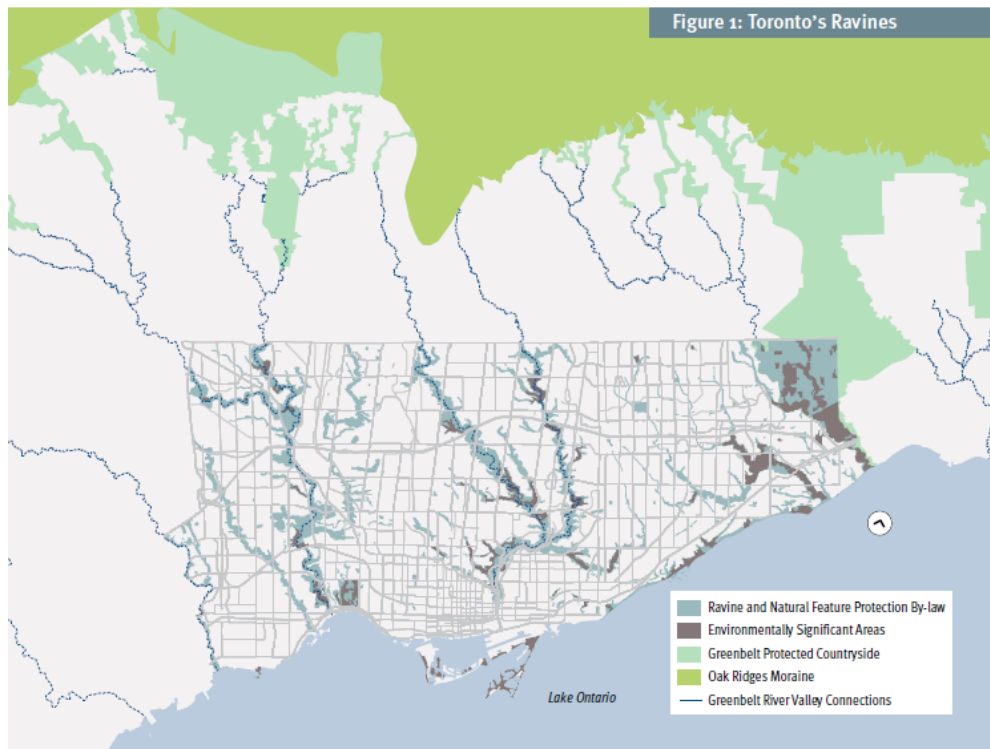 Figure 1: Toronto's Ravines
Lake Ontario
Ravine and Natural Feature Protection By-law
Environmentally Significant Areas
Greenbelt Protected Countryside
Oak Ridges Moraine
Greenbelt River Valley Connections